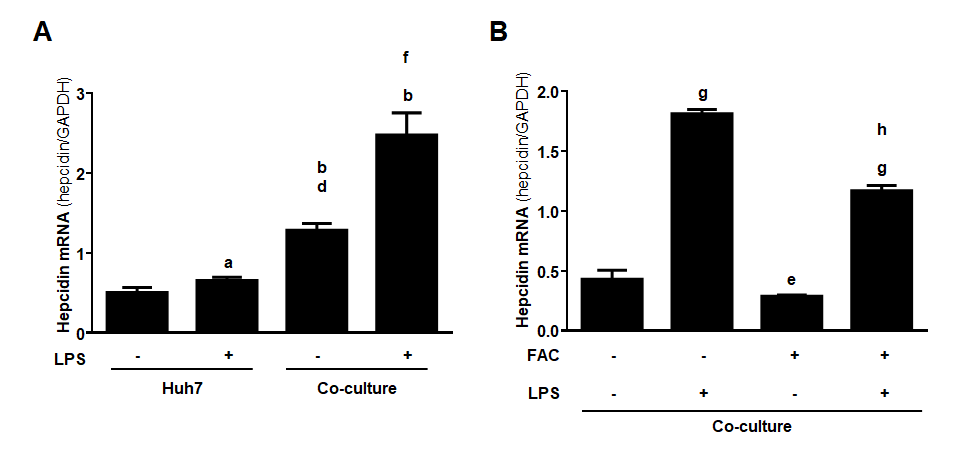 A
Hepcidin mRNA (hepcidin/GAPDH)
3
2
1
0
a
b
d
f
b
LPS - + - +
Huh7 Co-culture
B
Hepcidin mRNA (hepcidin/GAPDH)
2.0
1.5
1.0
0.5
0.0
g
e
h
g
FAC - - + +
LPS - + - +
Co-culture